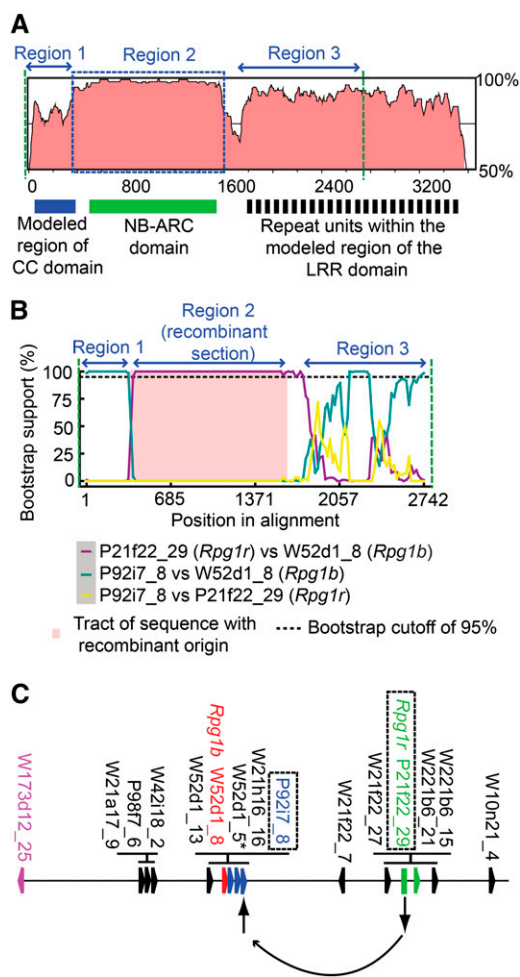 A
Region 1
Region 2
Region 3
100%
50%
0 800 1600 2400 3200
Modeled region of CC domain
NB-ARC domain
Repeat units within the modeled region of the LRR domain
B
Region 1
Region 2 (recombinant section)
Region 3
Bootstrap support (%)
100
75
50
25
0
1 685 1371 2057 2742
Position in alignment
P21f22_29 (Rpg1r) vs W52d1_8 (Rpg1b)
P92i7_8 vs W52d1_8 (Rpg1b)
P92i7_8 vs P21f22_29 (Rpg1r)
Tract of sequence with recombinant origin
Bootstrap cutoff of 95%
C
W173d12_25
W21a17_9
P98f7_6
W42l18_2
W52d1_13
Rpg1b W52d1_8
W52d1_5*
W21h16_16
P92i7_8
W21f22_7
W21f22_27
Rpg1r P21f22_29
W221b6_21
W221b6_15
W10n21_4